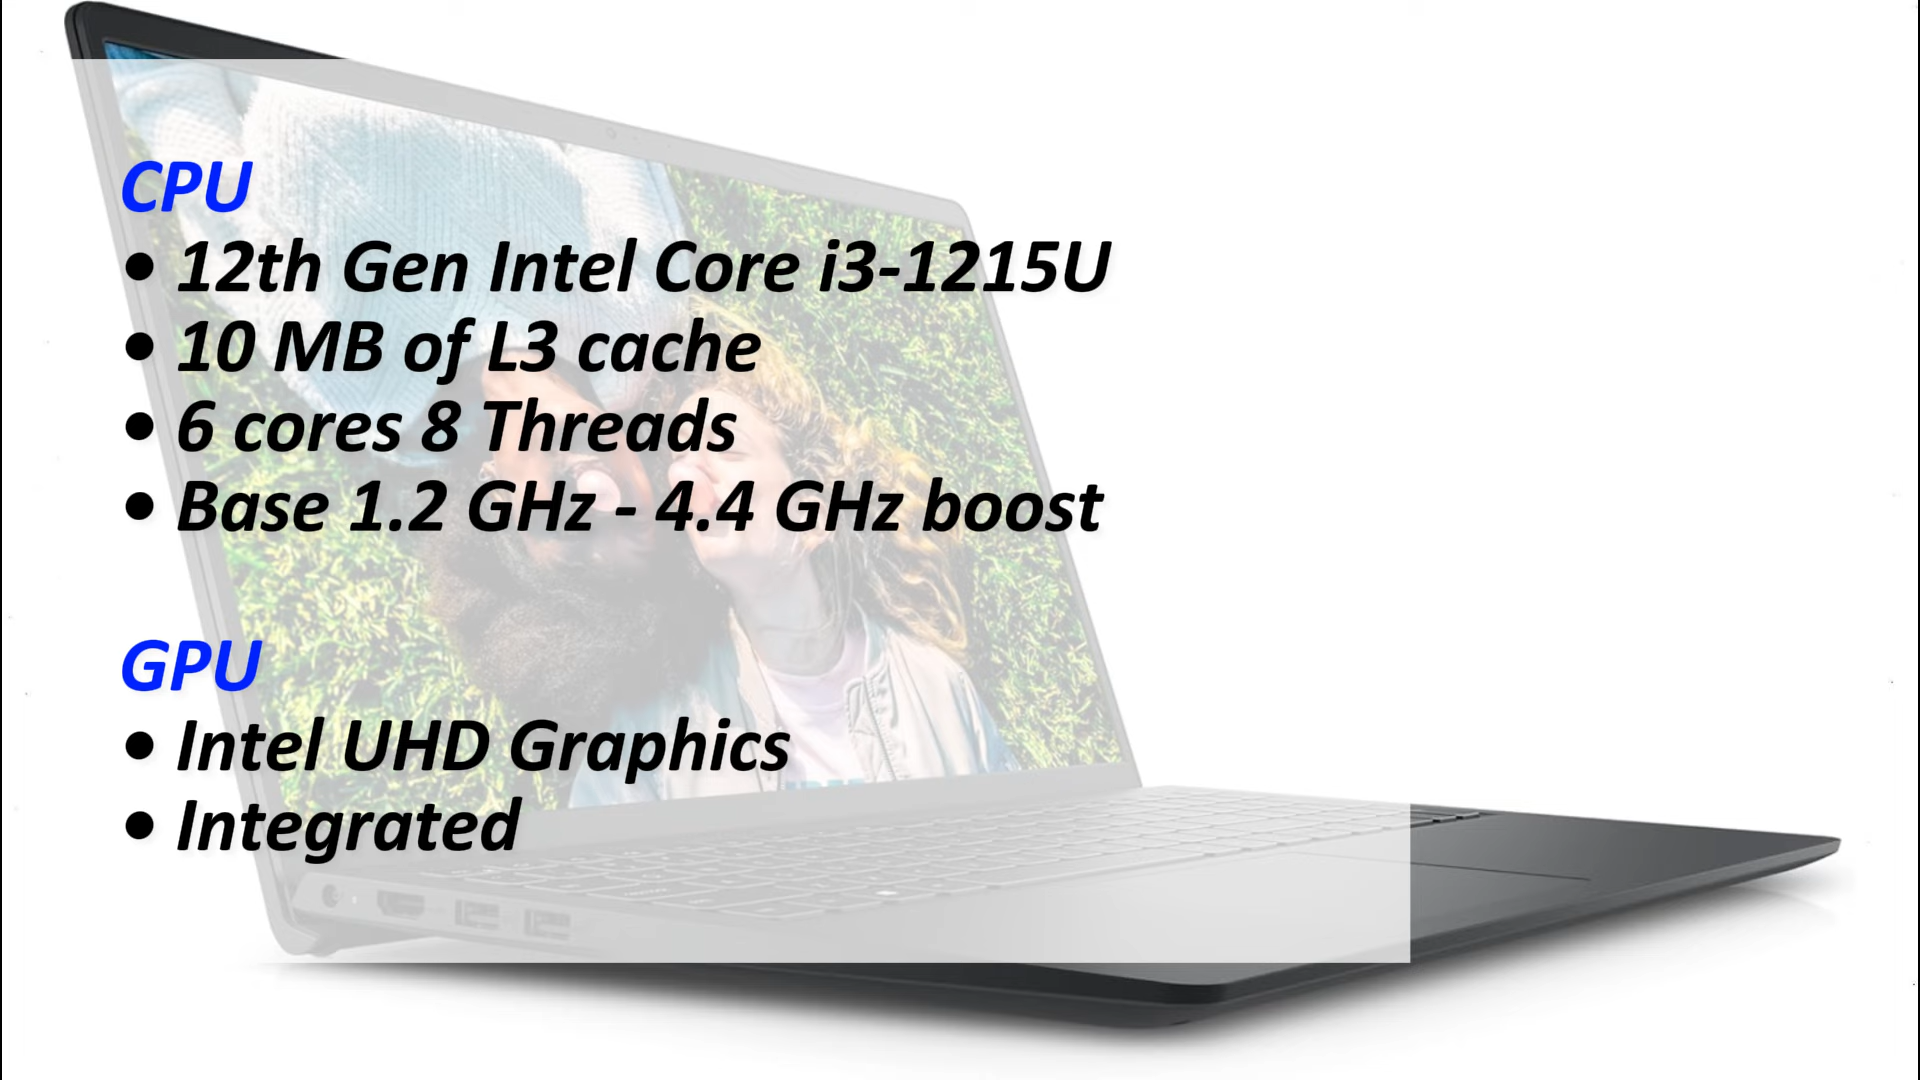 CPU
• 12th Gen Intel Core i3-1215U
• 10 MB of L3 cache
• 6 cores 8 Threads
• Base 1.2 GHz - 4.4 GHz boost
GPU
• Intel UHD Graphics
• Integrated